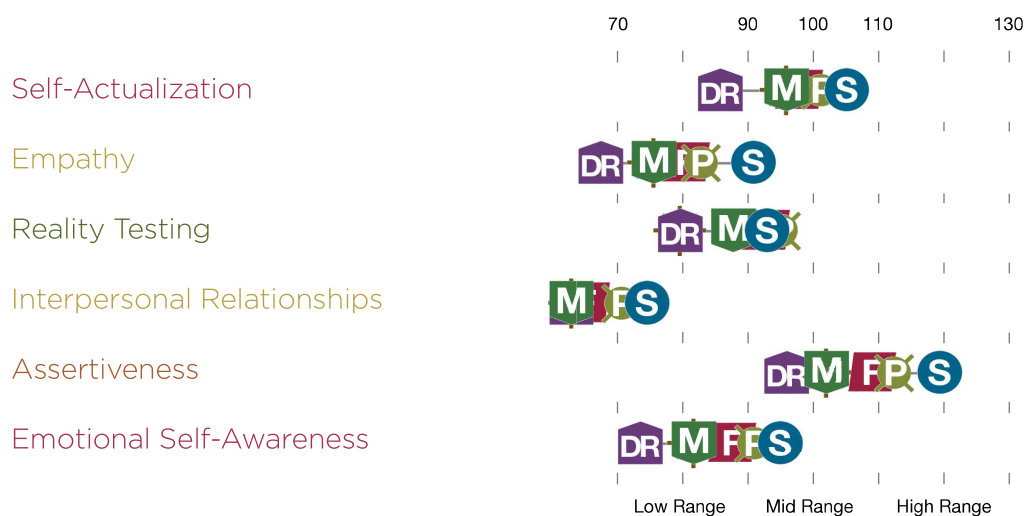 70 90 100 110 130
Self-Actualization DR M P S
Empathy DR M F P S
Reality Testing DR M S
Interpersonal Relationships M P S
Assertiveness DR M F P S
Emotional Self-Awareness DR M F P S
Low Range Mid Range High Range